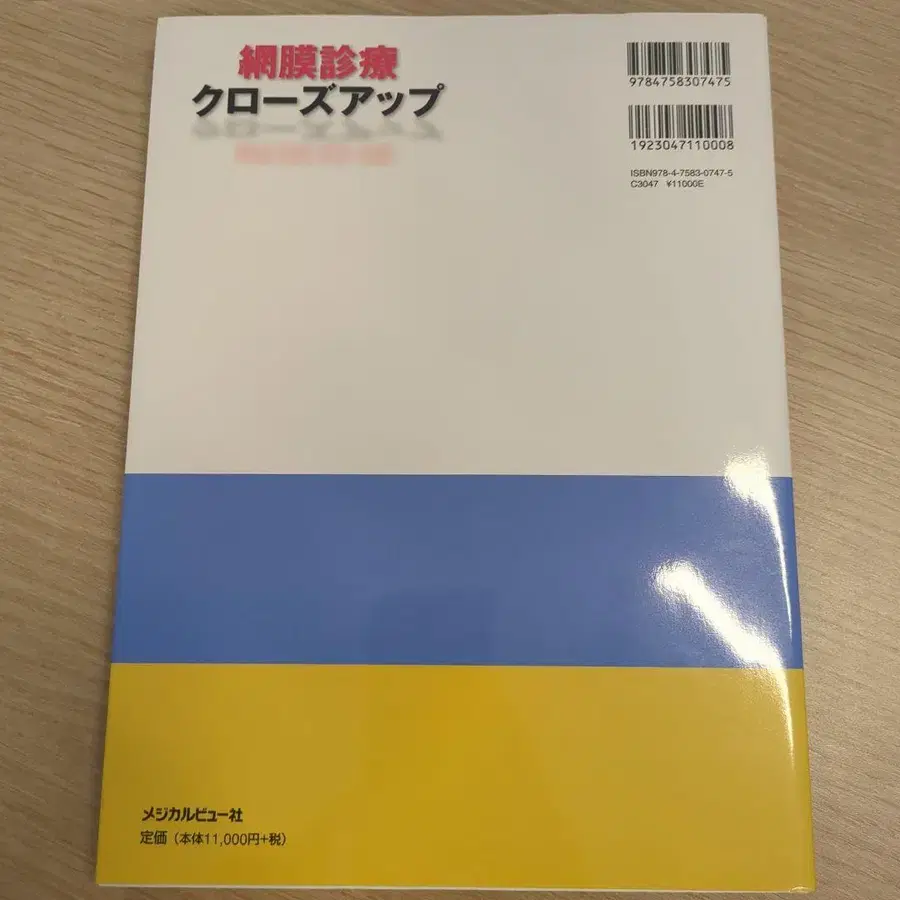 網膜診療
クローズアップ
9784758307475
1923047110008
ISBN978-4-7583-0747-5
C3047 ¥11000E
メジカルビュー社
定価（本体11,000円+税）